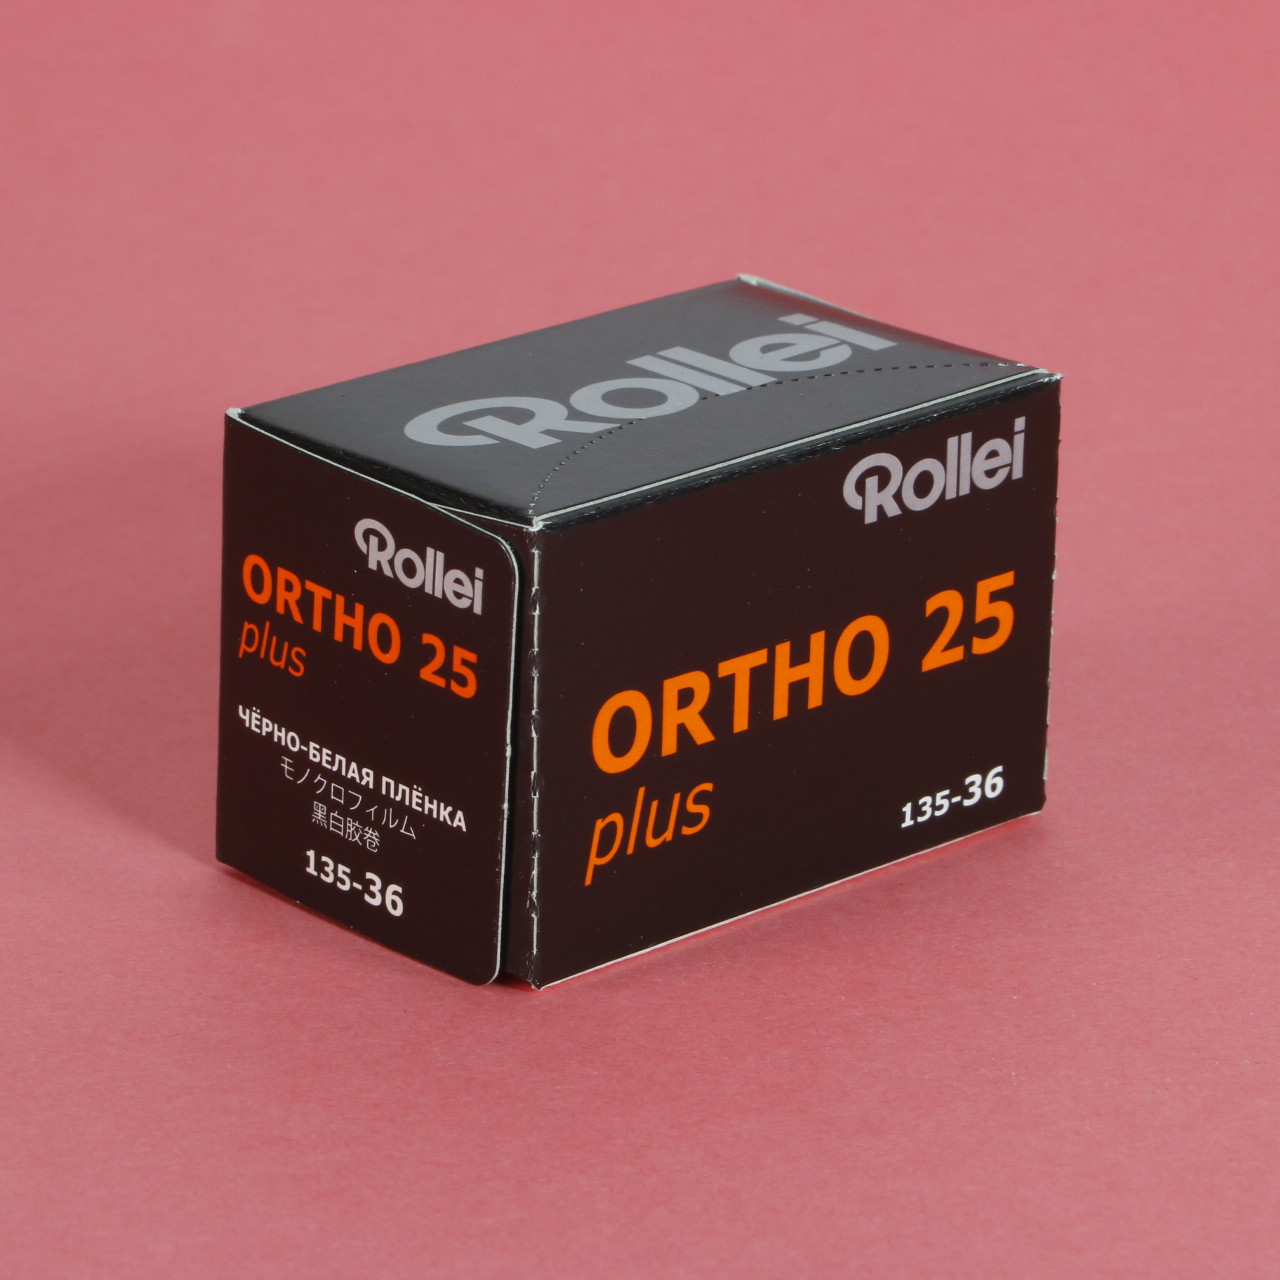 Rollei
Rollei
ORTHO 25
plus
ЧЁРНО-БЕЛАЯ ПЛЁНКА
モノクロフィルム
黑白胶卷
135-36
Rollei
ORTHO 25
plus
135-36